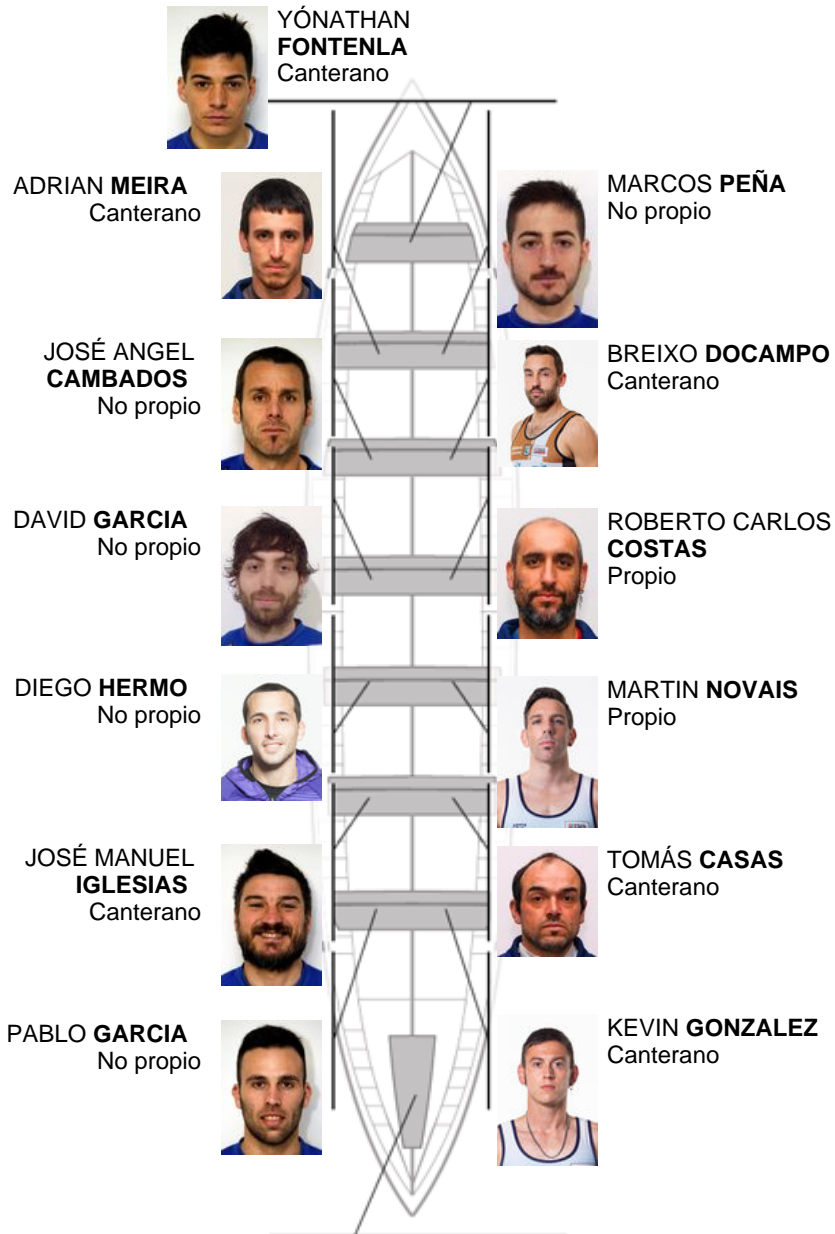 YÓNATHAN
FONTENLA
Canterano
ADRIAN MEIRA
Canterano
MARCOS PEÑA
No propio
JOSÉ ANGEL
CAMBADOS
No propio
BREIXO DOCAMPO
Canterano
DAVID GARCIA
No propio
ROBERTO CARLOS
COSTAS
Propio
DIEGO HERMO
No propio
MARTIN NOVAIS
Propio
JOSÉ MANUEL
IGLESIAS
Canterano
TOMÁS CASAS
Canterano
PABLO GARCIA
No propio
KEVIN GONZALEZ
Canterano